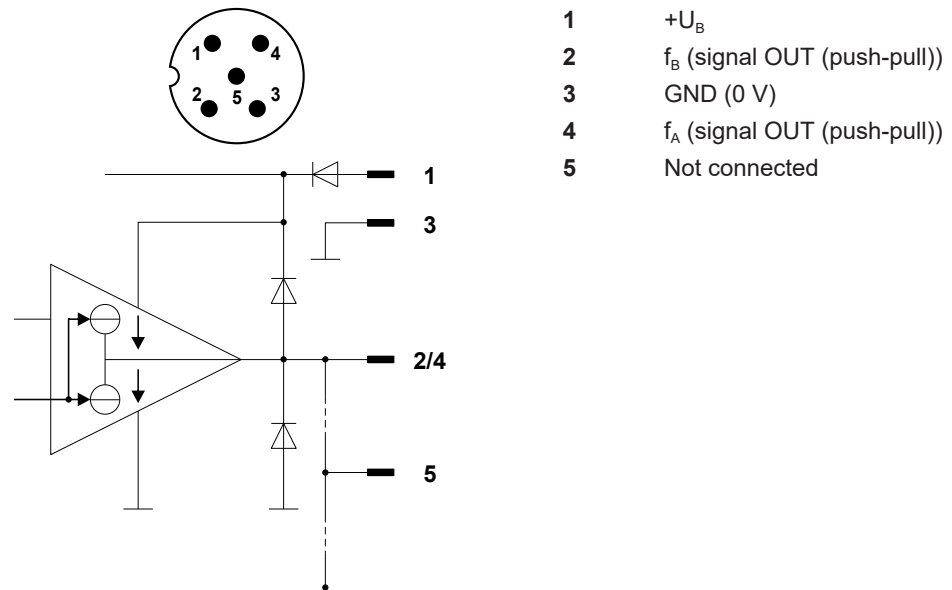 1 +U_B
2 f_B (signal OUT (push-pull))
3 GND (0 V)
4 f_A (signal OUT (push-pull))
5 Not connected
1 4
5
2 3
1
3
2/4
5